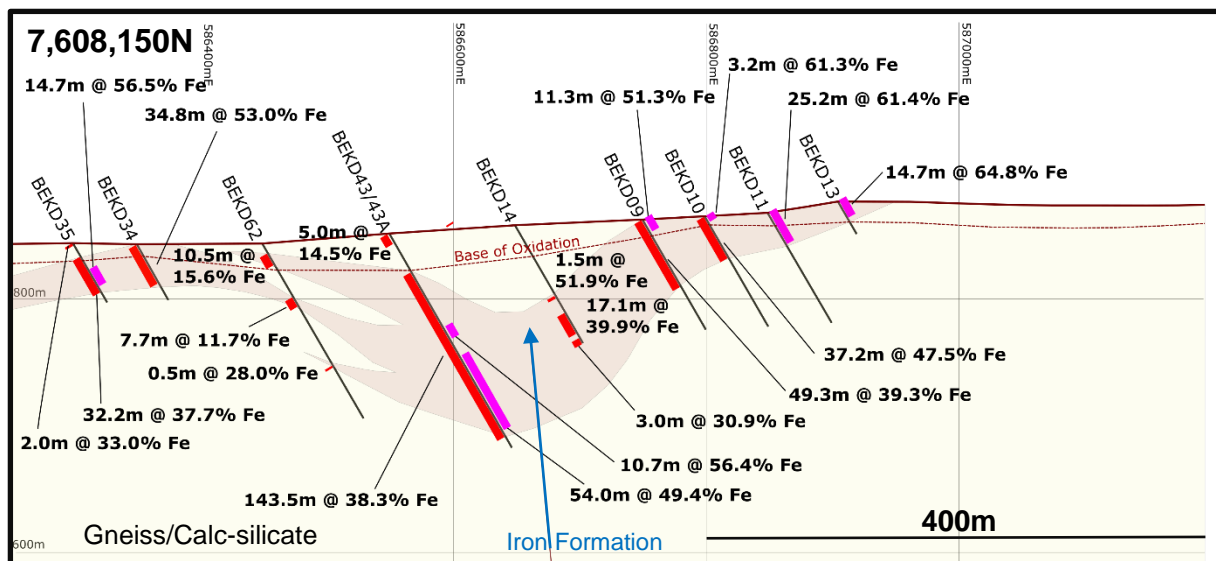 7,608,150N
586400mE
586600mE
586800mE
587000mE
14.7m @ 56.5% Fe
34.8m @ 53.0% Fe
11.3m @ 51.3% Fe
3.2m @ 61.3% Fe
25.2m @ 61.4% Fe
14.7m @ 64.8% Fe
BEKD35
BEKD34
BEKD62
BEKD43/43A
BEKD14
BEKD09
BEKD10
BEKD11
BEKD13
5.0m @
14.5% Fe
10.5m @
15.6% Fe
Base of Oxidation
1.5m @
51.9% Fe
17.1m @
39.9% Fe
800m
7.7m @ 11.7% Fe
0.5m @ 28.0% Fe
37.2m @ 47.5% Fe
49.3m @ 39.3% Fe
32.2m @ 37.7% Fe
2.0m @ 33.0% Fe
3.0m @ 30.9% Fe
10.7m @ 56.4% Fe
143.5m @ 38.3% Fe
54.0m @ 49.4% Fe
Gneiss/Calc-silicate
Iron Formation
400m
600m